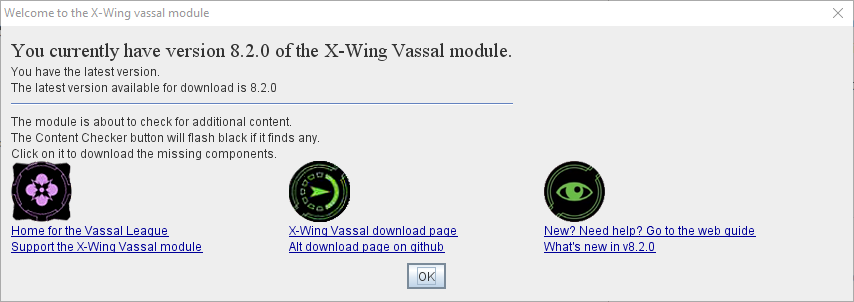 Welcome to the X-Wing vassal module
You currently have version 8.2.0 of the X-Wing Vassal module.
You have the latest version.
The latest version available for download is 8.2.0
The module is about to check for additional content.
The Content Checker button will flash black if it finds any.
Click on it to download the missing components.
Home for the Vassal League
Support the X-Wing Vassal module
X-Wing Vassal download page
Alt download page on github
New? Need help? Go to the web guide
What's new in v8.2.0
OK